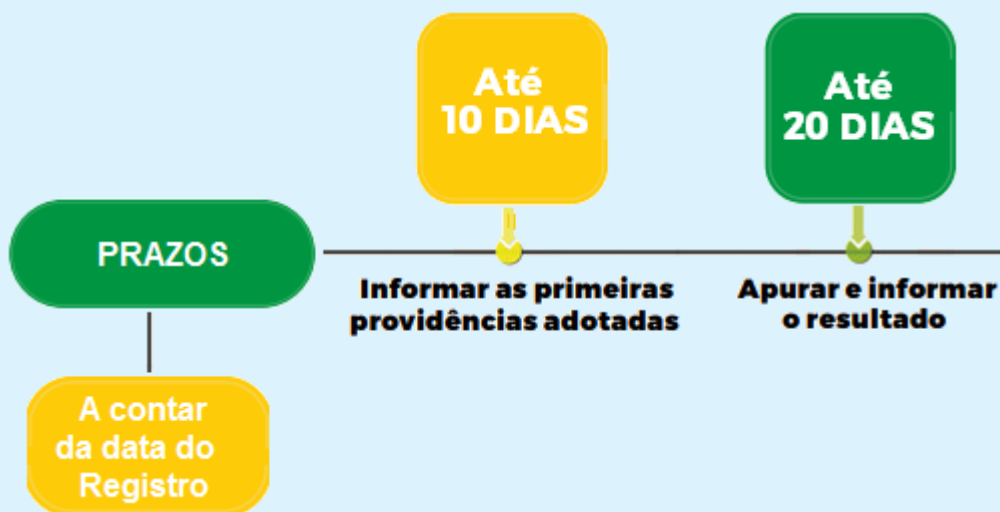 Até
10 DIAS
Até
20 DIAS
PRAZOS
Informar as primeiras
providências adotadas
Apurar e informar
o resultado
A contar
da data do
Registro